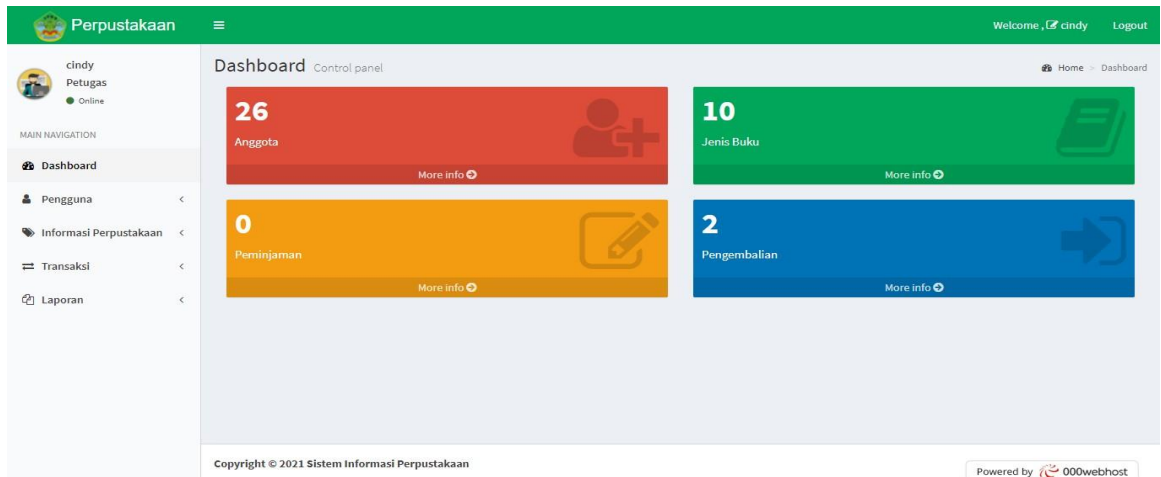 Perpustakaan
Welcome, cindy Logout
cindy
Petugas
Online
MAIN NAVIGATION
Dashboard
Pengguna
Informasi Perpustakaan
Transaksi
Laporan
Dashboard Control panel
Home > Dashboard
26
Anggota
More info
10
Jenis Buku
More info
0
Peminjaman
More info
2
Pengembalian
More info
Copyright © 2021 Sistem Informasi Perpustakaan
Powered by 000webhost